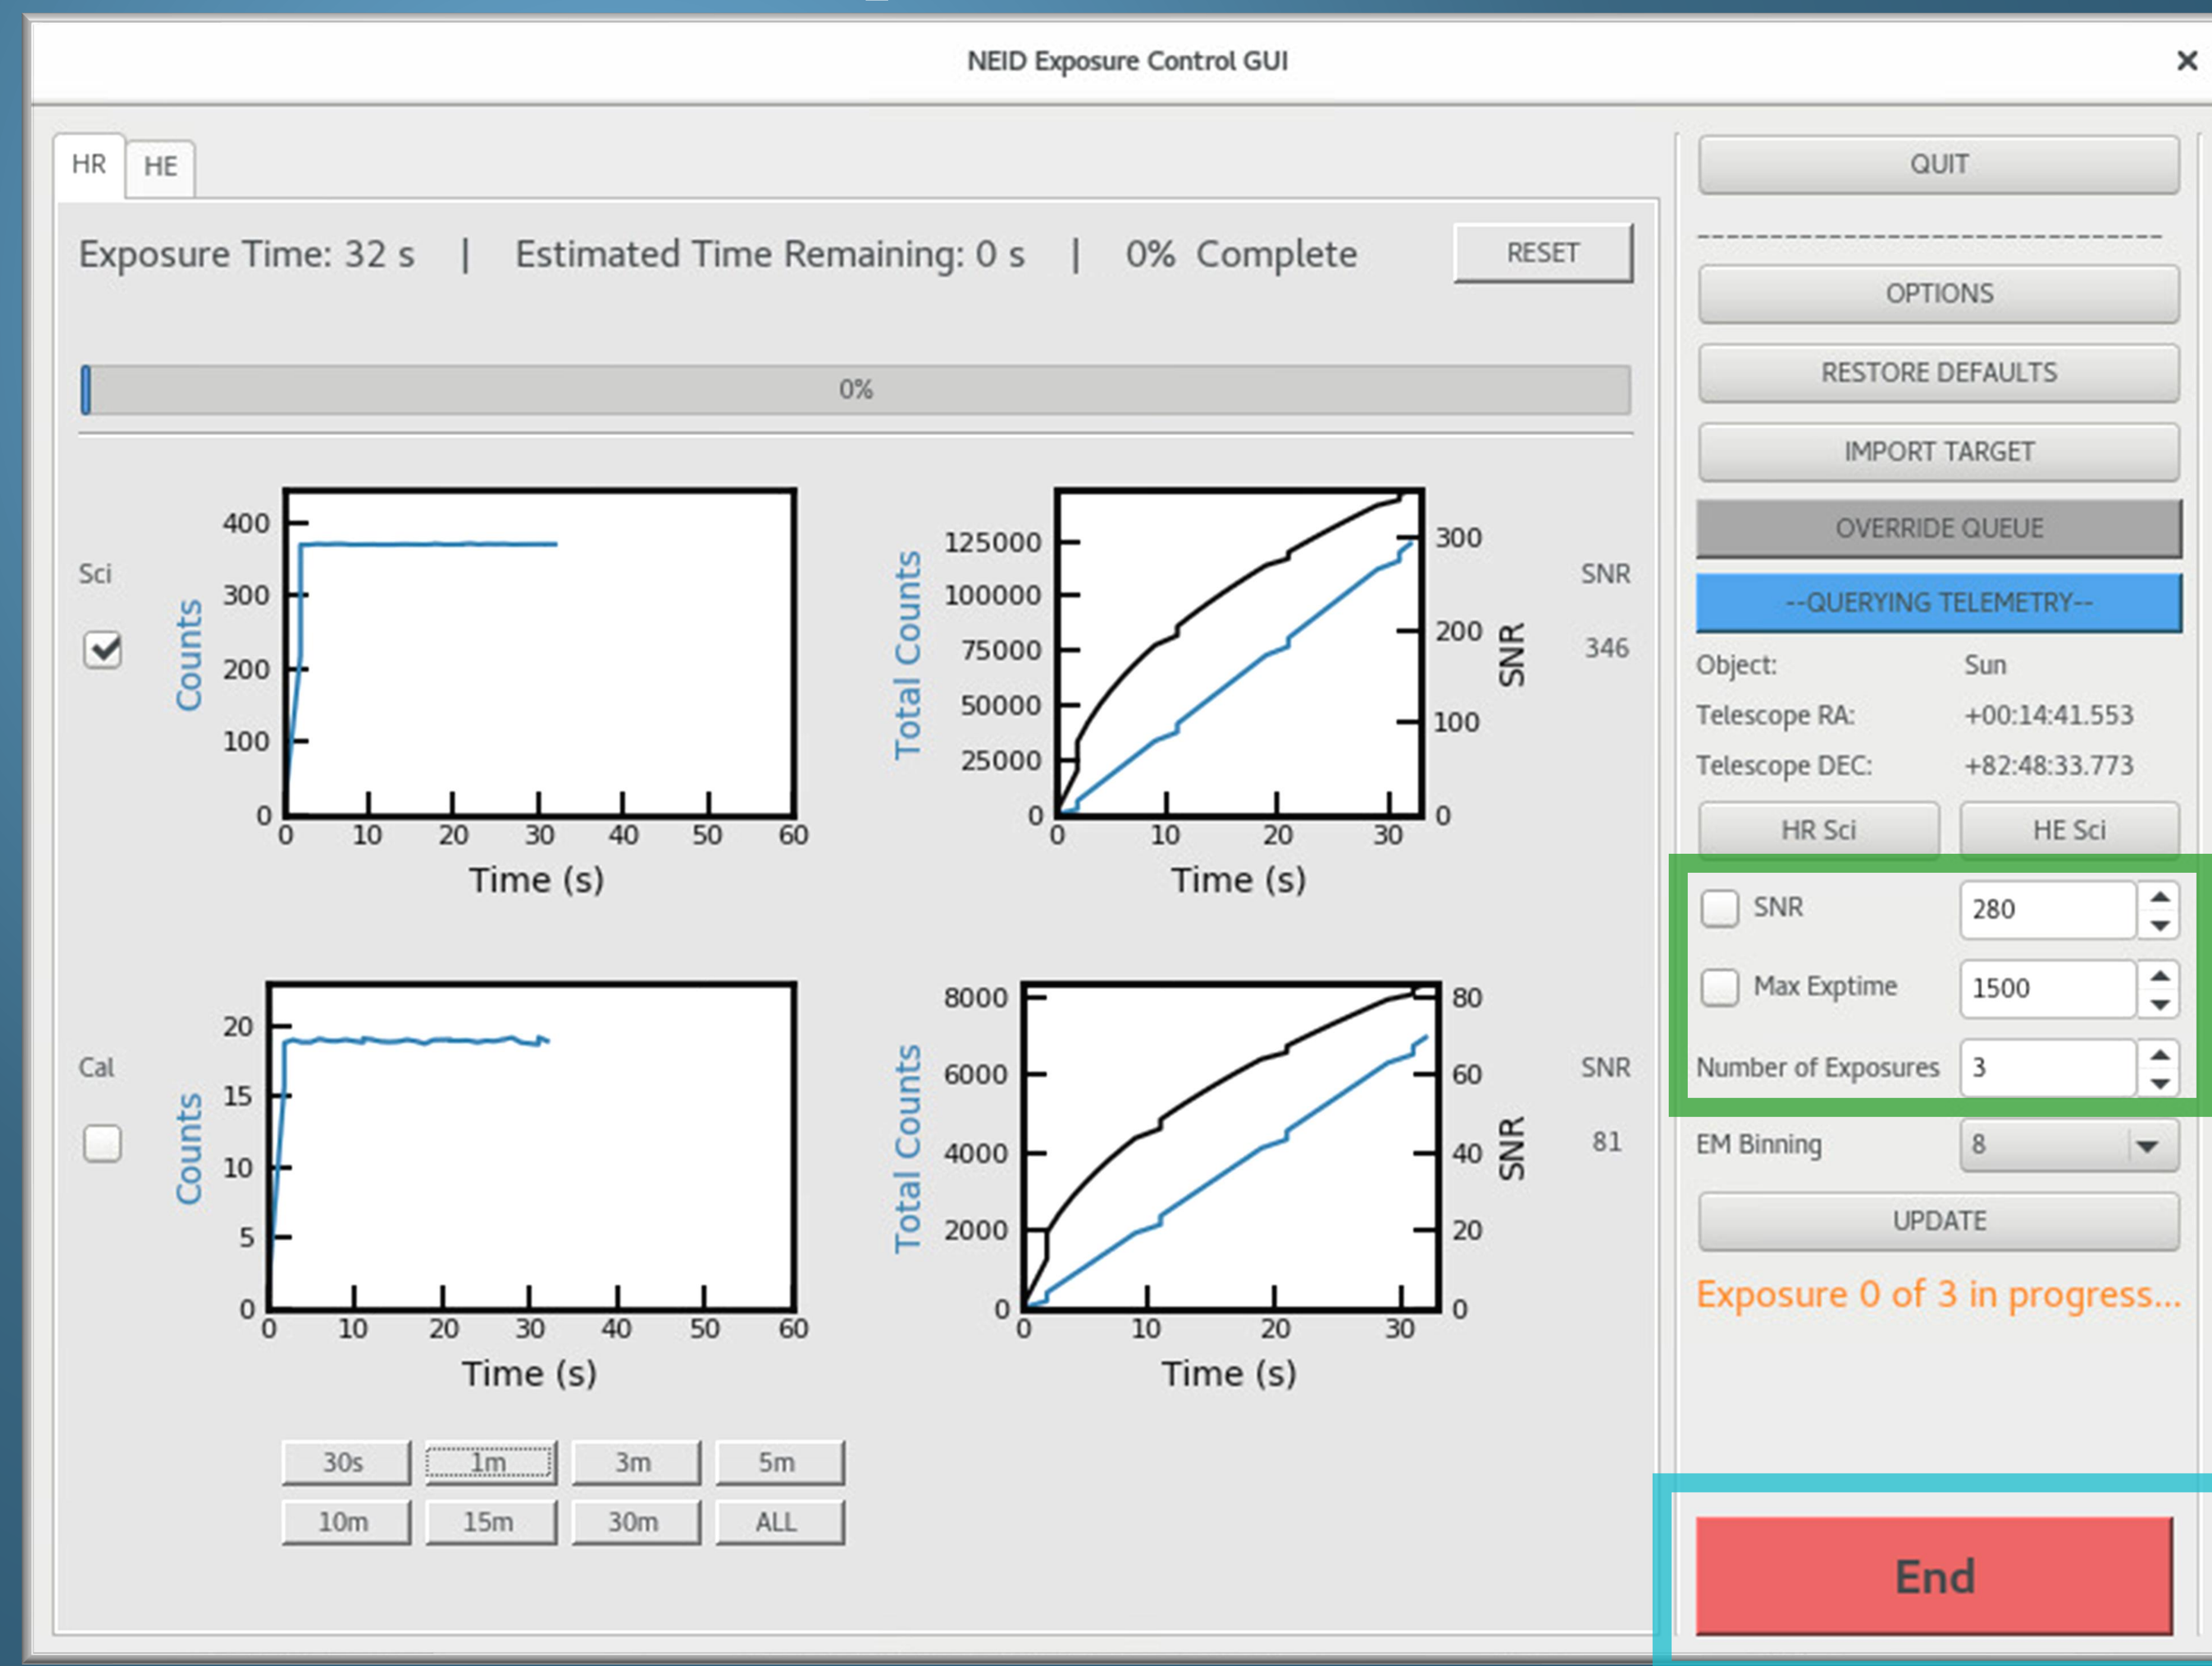 NEID Exposure Control GUI
HR HE
Exposure Time: 32 s | Estimated Time Remaining: 0 s | 0% Complete RESET
0%
Sci
Counts
400
300
200
100
0
0 10 20 30 40 50 60
Time (s)
Total Counts
125000
100000
75000
50000
25000
0
300
200
100
0
SNR
0 10 20 30
Time (s)
SNR
346
Cal
Counts
20
15
10
5
0
0 10 20 30 40 50 60
Time (s)
Total Counts
8000
6000
4000
2000
0
80
60
40
20
0
SNR
0 10 20 30
Time (s)
SNR
81
30s 1m 3m 5m
10m 15m 30m ALL
QUIT
-----------------------------
OPTIONS
RESTORE DEFAULTS
IMPORT TARGET
OVERRIDE QUEUE
--QUERYING TELEMETRY--
Object: Sun
Telescope RA: +00:14:41.553
Telescope DEC: +82:48:33.773
HR Sci HE Sci
SNR 280
Max Exptime 1500
Number of Exposures 3
EM Binning 8
UPDATE
Exposure 0 of 3 in progress...
End